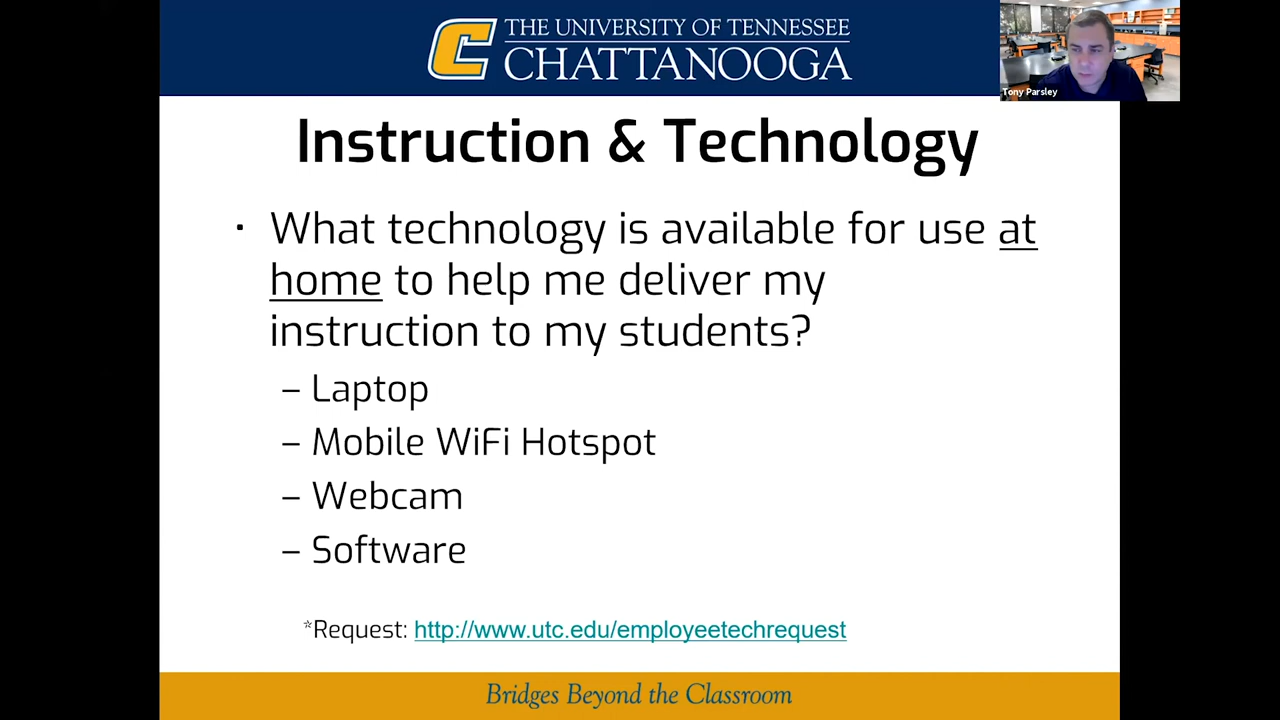 THE UNIVERSITY OF TENNESSEE
CHATTANOOGA
Tony Parsley
Instruction & Technology
· What technology is available for use at
home to help me deliver my
instruction to my students?
– Laptop
– Mobile WiFi Hotspot
– Webcam
– Software
*Request: http://www.utc.edu/employeetechrequest
Bridges Beyond the Classroom